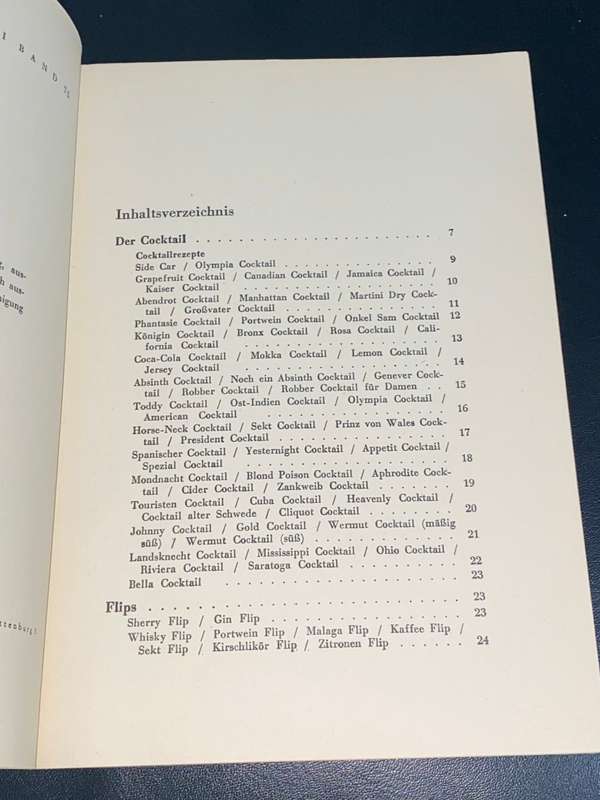 I BAND
aus-
h aus-
nigung
ttenburg
Inhaltsverzeichnis
Der Cocktail . . . . . . . . . . . . . . . . . . . . . . 7
Cocktailrezepte
Side Car / Olympia Cocktail . . . . . . . . . . . . 9
Grapefruit Cocktail / Canadian Cocktail / Jamaica Cocktail /
Kaiser Cocktail . . . . . . . . . . . . . . 10
Abendrot Cocktail / Manhattan Cocktail / Martini Dry Cock-
tail / Großvater Cocktail . . . . . . . . . . . . 11
Phantasie Cocktail / Portwein Cocktail / Onkel Sam Cocktail 12
Königin Cocktail / Bronx Cocktail / Rosa Cocktail / Cali-
fornia Cocktail . . . . . . . . . . . . . . 13
Coca-Cola Cocktail / Mokka Cocktail / Lemon Cocktail /
Jersey Cocktail . . . . . . . . . . . . . . 14
Absinth Cocktail / Noch ein Absinth Cocktail / Genever Cock-
tail / Robber Cocktail / Robber Cocktail für Damen . . 15
Toddy Cocktail / Ost-Indien Cocktail / Olympia Cocktail /
American Cocktail . . . . . . . . . . . . . 16
Horse-Neck Cocktail / Sekt Cocktail / Prinz von Wales Cock-
tail / President Cocktail . . . . . . . . . . . . 17
Spanischer Cocktail / Yesternight Cocktail / Appetit Cocktail /
Spezial Cocktail . . . . . . . . . . . . . . 18
Mondnacht Cocktail / Blond Poison Cocktail / Aphrodite Cock-
tail / Cider Cocktail / Zankweib Cocktail . . . . . . 19
Touristen Cocktail / Cuba Cocktail / Heavenly Cocktail /
Cocktail alter Schwede / Cliquot Cocktail . . . . . . 20
Johnny Cocktail / Gold Cocktail / Wermut Cocktail (mäßig
süß) / Wermut Cocktail (süß) . . . . . . . . . . 21
Landsknecht Cocktail / Mississippi Cocktail / Ohio Cocktail /
Riviera Cocktail / Saratoga Cocktail . . . . . . . . 22
Bella Cocktail . . . . . . . . . . . . . . . . 23
Flips . . . . . . . . . . . . . . . . . . . . . . . 23
Sherry Flip / Gin Flip . . . . . . . . . . . . . . 23
Whisky Flip / Portwein Flip / Malaga Flip / Kaffee Flip /
Sekt Flip / Kirschlikör Flip / Zitronen Flip . . . . . . 24